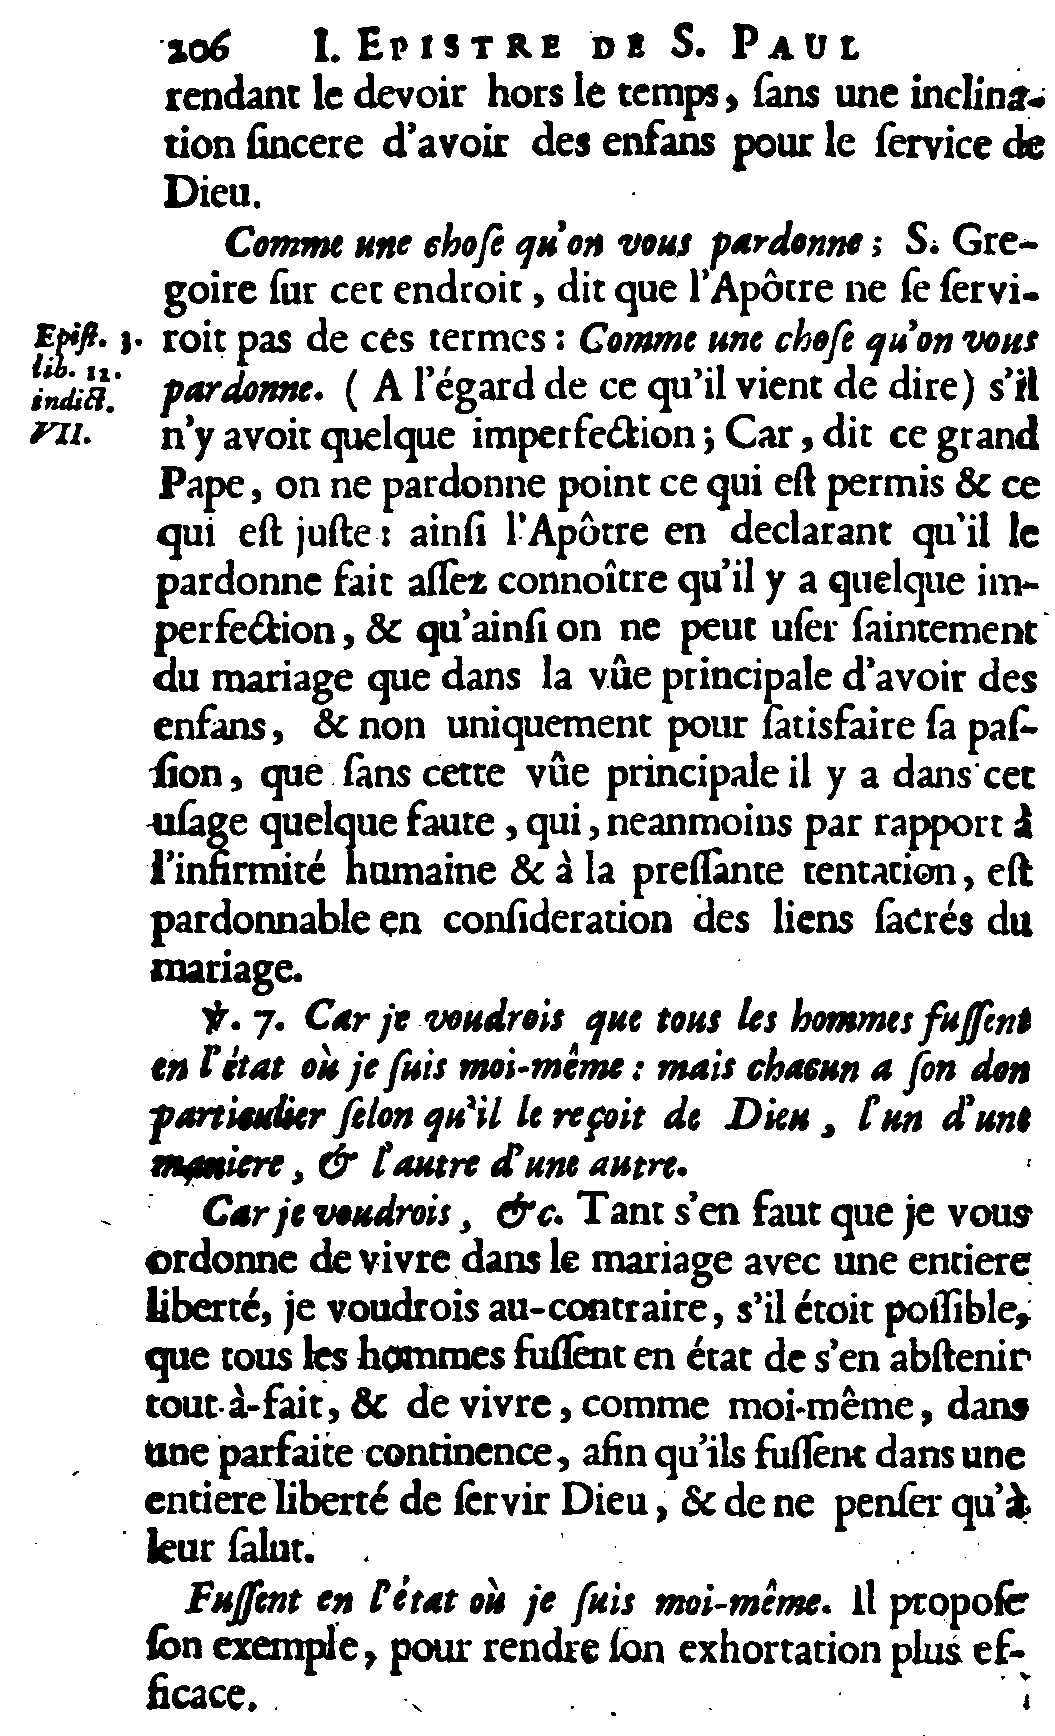 206 I. EPISTRE DE S. PAUL
rendant le devoir hors le temps, ſans une inclina-
tion ſincere d'avoir des enfans pour le ſervice de
Dieu.
Comme une choſe qu'on vous pardonne; S. Gre-
goire ſur cet endroit, dit que l'Apôtre ne ſe ſervi-
roit pas de ces termes: Comme une choſe qu'on vous
pardonne. (A l'égard de ce qu'il vient de dire) s'il
n'y avoit quelque imperfection; Car, dit ce grand
Pape, on ne pardonne point ce qui eſt permis & ce
qui eſt juſte: ainſi l'Apôtre en declarant qu'il le
pardonne fait aſſez connoître qu'il y a quelque im-
perfection, & qu'ainſi on ne peut uſer ſaintement
du mariage que dans la vûe principale d'avoir des
enfans, & non uniquement pour ſatisfaire ſa paſ-
ſion, que ſans cette vûe principale il y a dans cet
uſage quelque faute, qui, neanmoins par rapport à
l'infirmité humaine & à la preſſante tentation, eſt
pardonnable en conſideration des liens ſacrés du
mariage.
℣. 7. Car je voudrois que tous les hommes fuſſent
en l'état où je ſuis moi-même: mais chacun a ſon don
particulier ſelon qu'il le reçoit de Dieu, l'un d'une
maniere, & l'autre d'une autre.
Car je voudrois, &c. Tant s'en faut que je vous
ordonne de vivre dans le mariage avec une entiere
liberté, je voudrois au-contraire, s'il étoit poſſible,
que tous les hommes fuſſent en état de s'en abſtenir
tout-à-fait, & de vivre, comme moi-même, dans
une parfaite continence, afin qu'ils fuſſent dans une
entiere liberté de ſervir Dieu, & de ne penſer qu'à
leur ſalut.
Fuſſent en l'état où je ſuis moi-même. Il propoſe
ſon exemple, pour rendre ſon exhortation plus ef-
ficace.
Epiſt. 3.
lib. 12.
indict.
VII.